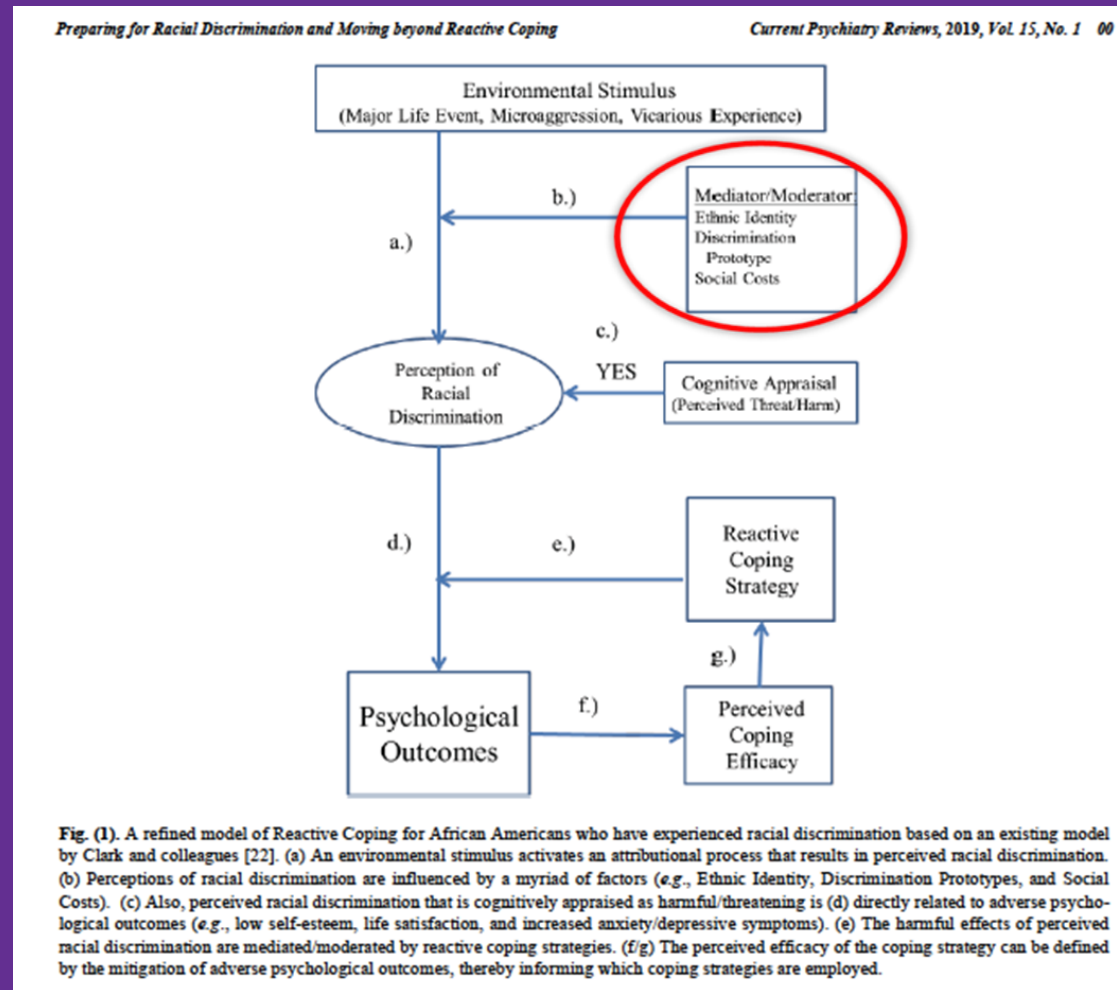 Preparing for Racial Discrimination and Moving beyond Reactive Coping
Current Psychiatry Reviews, 2019, Vol. 15, No. 1 00
Environmental Stimulus
(Major Life Event, Microaggression, Vicarious Experience)
b.)
Mediator/Moderator:
Ethnic Identity
Discrimination
Prototype
Social Costs
a.)
c.)
YES
Perception of
Racial
Discrimination
Cognitive Appraisal
(Perceived Threat/Harm)
d.)
e.)
Reactive
Coping
Strategy
g.)
Psychological
Outcomes
f.)
Perceived
Coping
Efficacy
Fig. (1). A refined model of Reactive Coping for African Americans who have experienced racial discrimination based on an existing model
by Clark and colleagues [22]. (a) An environmental stimulus activates an attributional process that results in perceived racial discrimination.
(b) Perceptions of racial discrimination are influenced by a myriad of factors (e.g., Ethnic Identity, Discrimination Prototypes, and Social
Costs). (c) Also, perceived racial discrimination that is cognitively appraised as harmful/threatening is (d) directly related to adverse psycho-
logical outcomes (e.g., low self-esteem, life satisfaction, and increased anxiety/depressive symptoms). (e) The harmful effects of perceived
racial discrimination are mediated/moderated by reactive coping strategies. (f/g) The perceived efficacy of the coping strategy can be defined
by the mitigation of adverse psychological outcomes, thereby informing which coping strategies are employed.